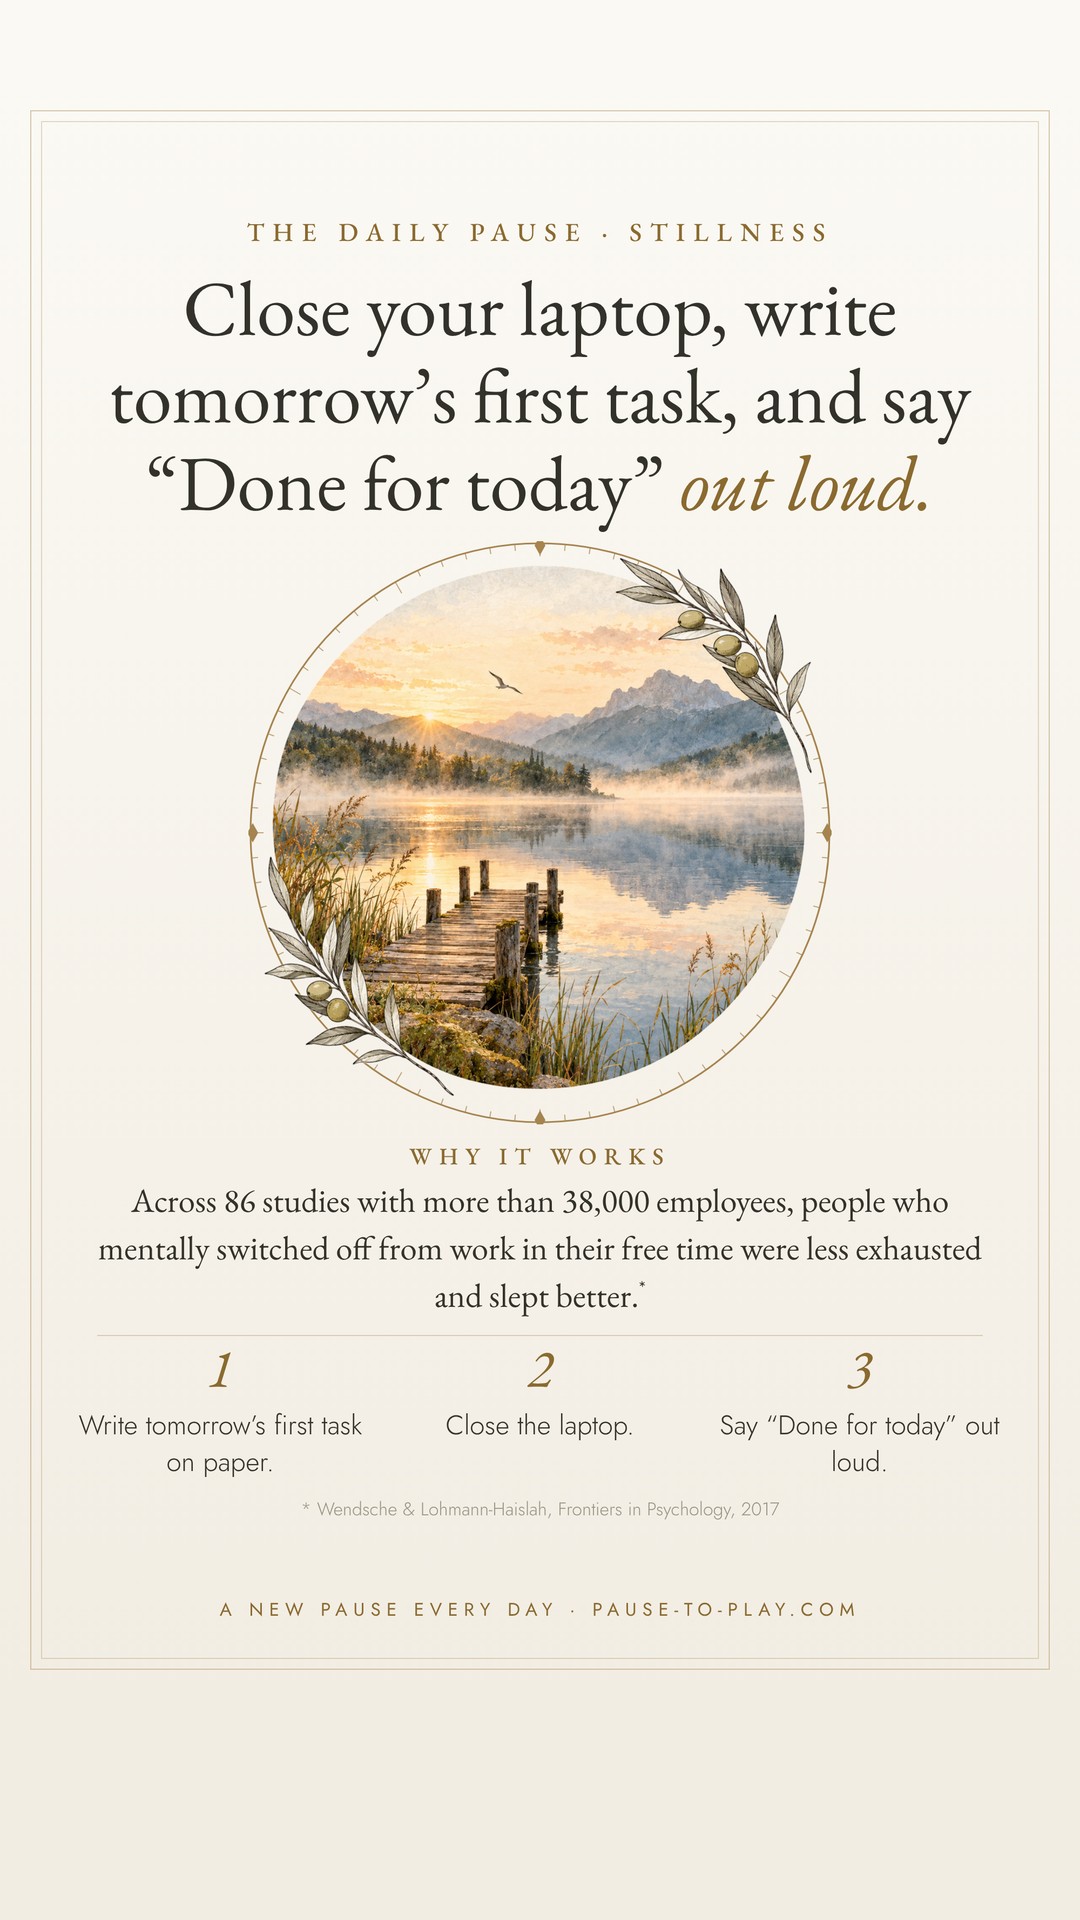 THE DAILY PAUSE · STILLNESS
Close your laptop, write
tomorrow’s first task, and say
“Done for today” out loud.
WHY IT WORKS
Across 86 studies with more than 38,000 employees, people who
mentally switched off from work in their free time were less exhausted
and slept better.*
1
Write tomorrow’s first task
on paper.
2
Close the laptop.
3
Say “Done for today” out
loud.
* Wendsche & Lohmann-Haislah, Frontiers in Psychology, 2017
A NEW PAUSE EVERY DAY · PAUSE-TO-PLAY.COM